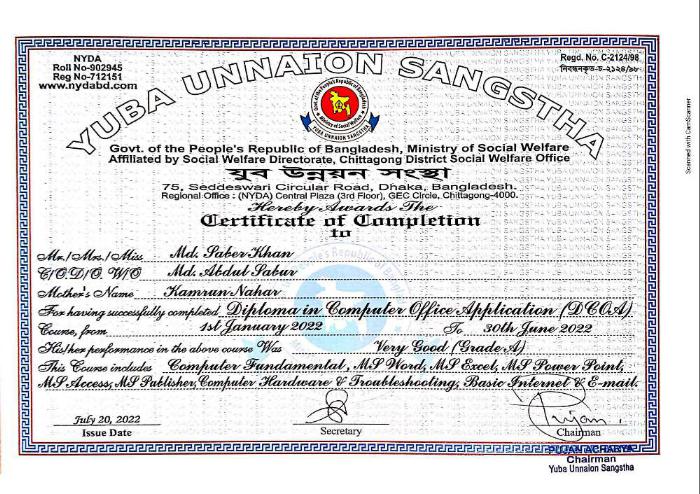 NYDA
Roll No-902945
Reg No-712151
www.nydabd.com
Regd. No. C-2124/98
নিবন্ধনকৃত-চ-২১২৪/৯৮
YUBA UNNAION SANGSTHA
Govt. of the People's Republic of Bangladesh, Ministry of Social Welfare
Affiliated by Social Welfare Directorate, Chittagong District Social Welfare Office
যুব উন্নয়ন সংস্থা
75, Seddeswari Circular Road, Dhaka, Bangladesh.
Regional Office : (NYDA) Central Plaza (3rd Floor), GEC Circle, Chittagong-4000.
Hereby Awards The
Certificate of Completion
to
Mr./Mrs./Miss Md. Saber Khan
C/O, D/O, W/O Md. Abdul Sabur
Mother's Name Kamrun Nahar
For having successfully completed Diploma in Computer Office Application (DCOA)
Course, from 1st January 2022 To 30th June 2022
His/her performance in the above course Was Very Good (Grade A)
This Course includes Computer Fundamental, MS Word, MS Excel, MS Power Point,
MS Access, MS Publisher, Computer Hardware & Troubleshooting, Basic Internet & E-mail.
July 20, 2022
Issue Date
Secretary
Chairman
PUJAN ACHARYA
Chairman
Yuba Unnaion Sangstha
Scanned with CamScanner